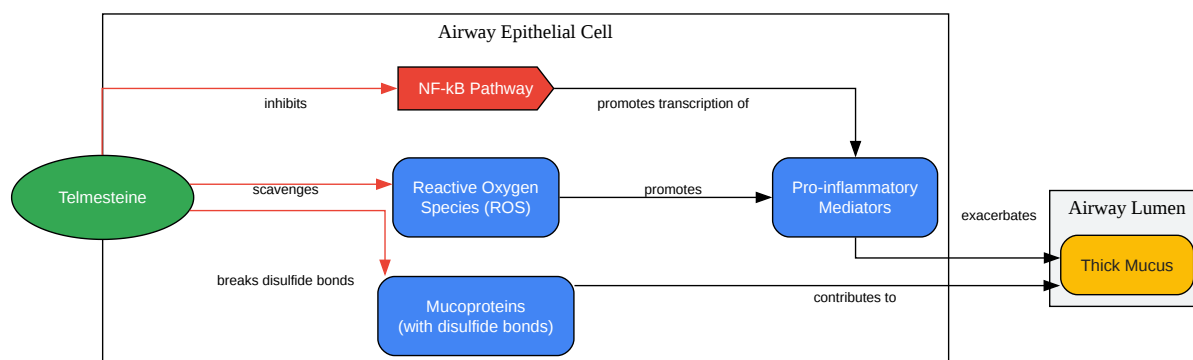 Airway Epithelial Cell
NF-kB Pathway
inhibits
promotes transcription of
Telmesteine
scavenges
Reactive Oxygen
Species (ROS)
promotes
Pro-inflammatory
Mediators
exacerbates
Airway Lumen
Thick Mucus
breaks disulfide bonds
Mucoproteins
(with disulfide bonds)
contributes to